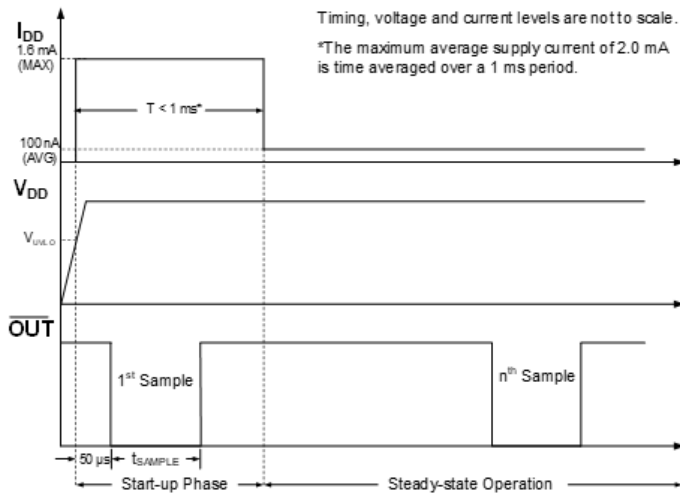 Timing, voltage and current levels are not to scale.
*The maximum average supply current of 2.0 mA
is time averaged over a 1 ms period.
IDD
1.6 mA
(MAX)
T < 1 ms*
100 nA
(AVG)
VDD
VUVLO
OUT
1st Sample
nth Sample
50 µs
tSAMPLE
Start-up Phase
Steady-state Operation